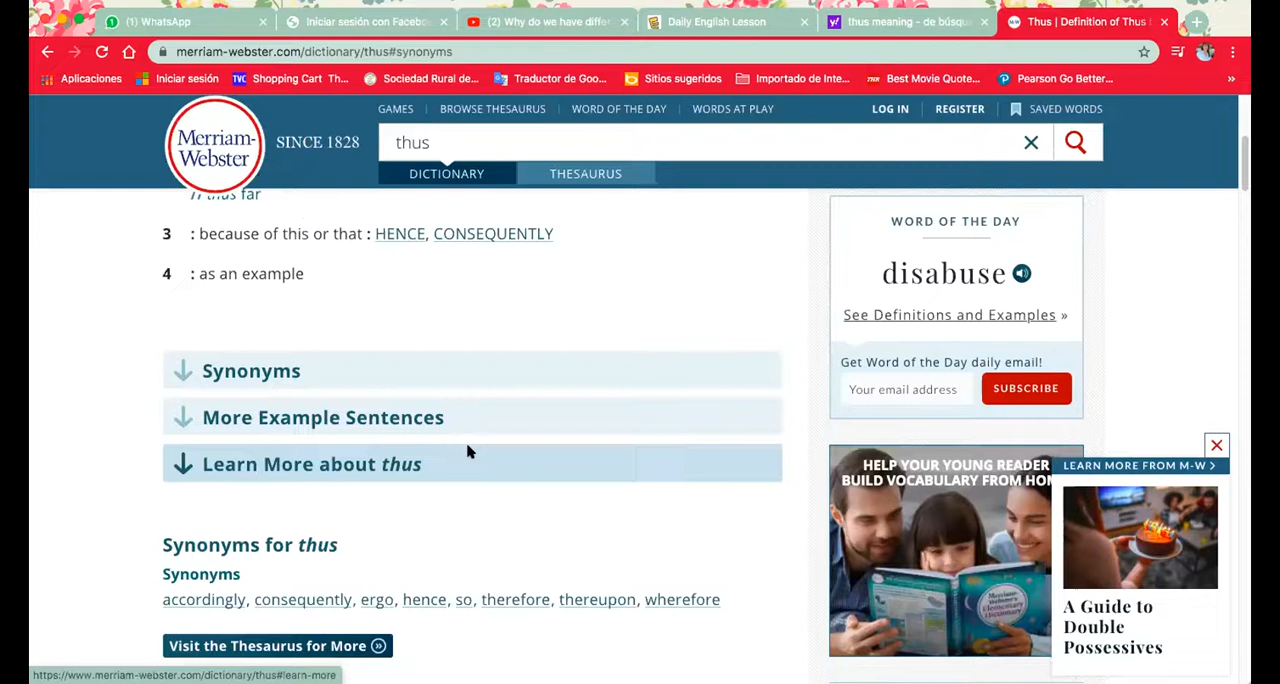 (1) WhatsApp
Iniciar sesión con Facebo
(2) Why do we have differ
Daily English Lesson
thus meaning - de búsqu
Thus | Definition of Thus
merriam-webster.com/dictionary/thus#synonyms
Aplicaciones
Iniciar sesión
TVC Shopping Cart Th...
Sociedad Rural de...
Traductor de Goo...
Sitios sugeridos
Importado de Inte...
Best Movie Quote...
Pearson Go Better...
»
GAMES
BROWSE THESAURUS
WORD OF THE DAY
WORDS AT PLAY
LOG IN
REGISTER
SAVED WORDS
Merriam-
Webster
SINCE 1828
thus
DICTIONARY
THESAURUS
// thus far
3 : because of this or that : HENCE, CONSEQUENTLY
4 : as an example
Synonyms
More Example Sentences
Learn More about thus
Synonyms for thus
Synonyms
accordingly, consequently, ergo, hence, so, therefore, thereupon, wherefore
Visit the Thesaurus for More
WORD OF THE DAY
disabuse
See Definitions and Examples »
Get Word of the Day daily email!
Your email address
SUBSCRIBE
HELP YOUR YOUNG READER
BUILD VOCABULARY FROM HOM
LEARN MORE FROM M-W >
A Guide to
Double
Possessives
https://www.merriam-webster.com/dictionary/thus#learn-more